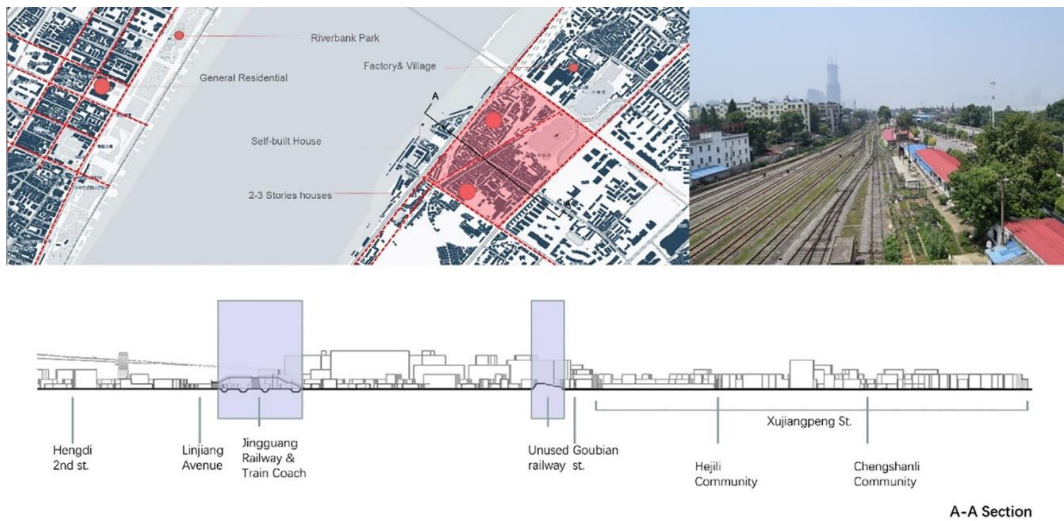 Riverbank Park
General Residential
Factory& Village
A
Self-built House
2-3 Stories houses
Hengdi
2nd st.
Linjiang
Avenue
Jingguang
Railway &
Train Coach
Unused
railway
Goubian
st.
Xujiangpeng St.
Hejili
Community
Chengshanli
Community
A-A Section